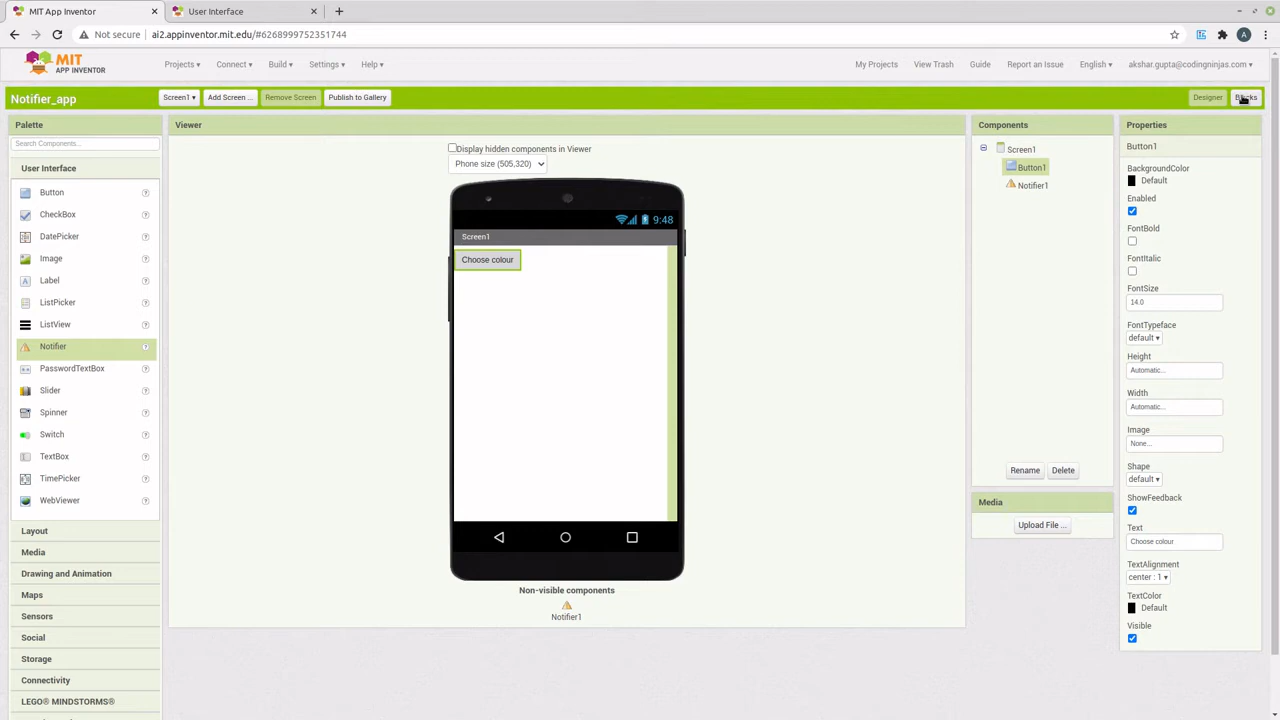 MIT App Inventor
User Interface
Not secure
ai2.appinventor.mit.edu/#6268999752351744
A
MIT
APP INVENTOR
Projects ▾
Connect ▾
Build ▾
Settings ▾
Help ▾
My Projects
View Trash
Guide
Report an Issue
English ▾
akshar.gupta@codingninjas.com ▾
Notifier_app
Screen1 ▾
Add Screen ...
Remove Screen
Publish to Gallery
Designer
Blocks
Palette
Search Components...
User Interface
Button
CheckBox
DatePicker
Image
Label
ListPicker
ListView
Notifier
PasswordTextBox
Slider
Spinner
Switch
TextBox
TimePicker
WebViewer
Layout
Media
Drawing and Animation
Maps
Sensors
Social
Storage
Connectivity
LEGO® MINDSTORMS®
Viewer
Display hidden components in Viewer
Phone size (505,320)
9:48
Screen1
Choose colour
Non-visible components
Notifier1
Components
Screen1
Button1
Notifier1
Rename
Delete
Media
Upload File ...
Properties
Button1
BackgroundColor
Default
Enabled
FontBold
FontItalic
FontSize
14.0
FontTypeface
default ▾
Height
Automatic...
Width
Automatic...
Image
None...
Shape
default ▾
ShowFeedback
Text
Choose colour
TextAlignment
center : 1 ▾
TextColor
Default
Visible